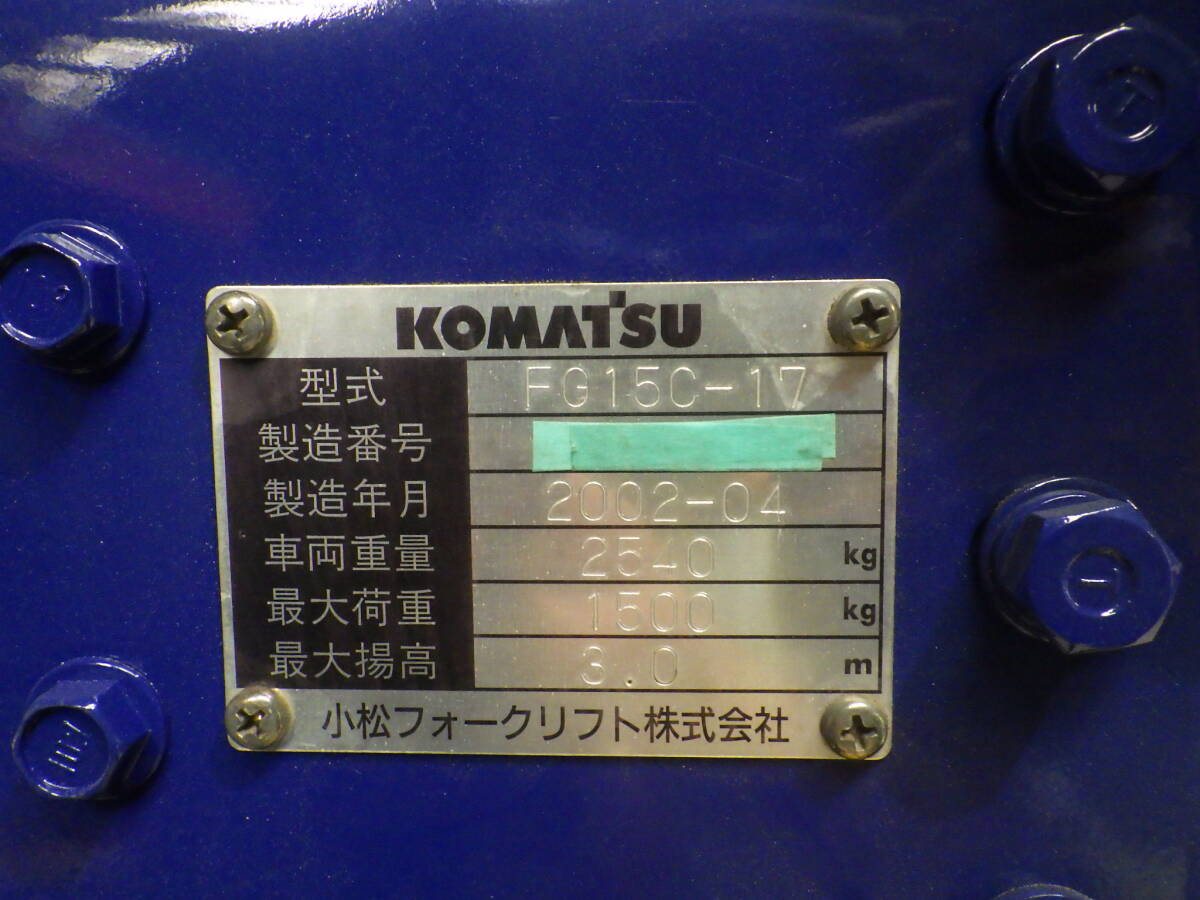 KOMATSU
型式 FG15C-17
製造番号
製造年月 2002-04
車両重量 kg
最大荷重 1500 kg
最大揚高 3.0 m
小松フォークリフト株式会社